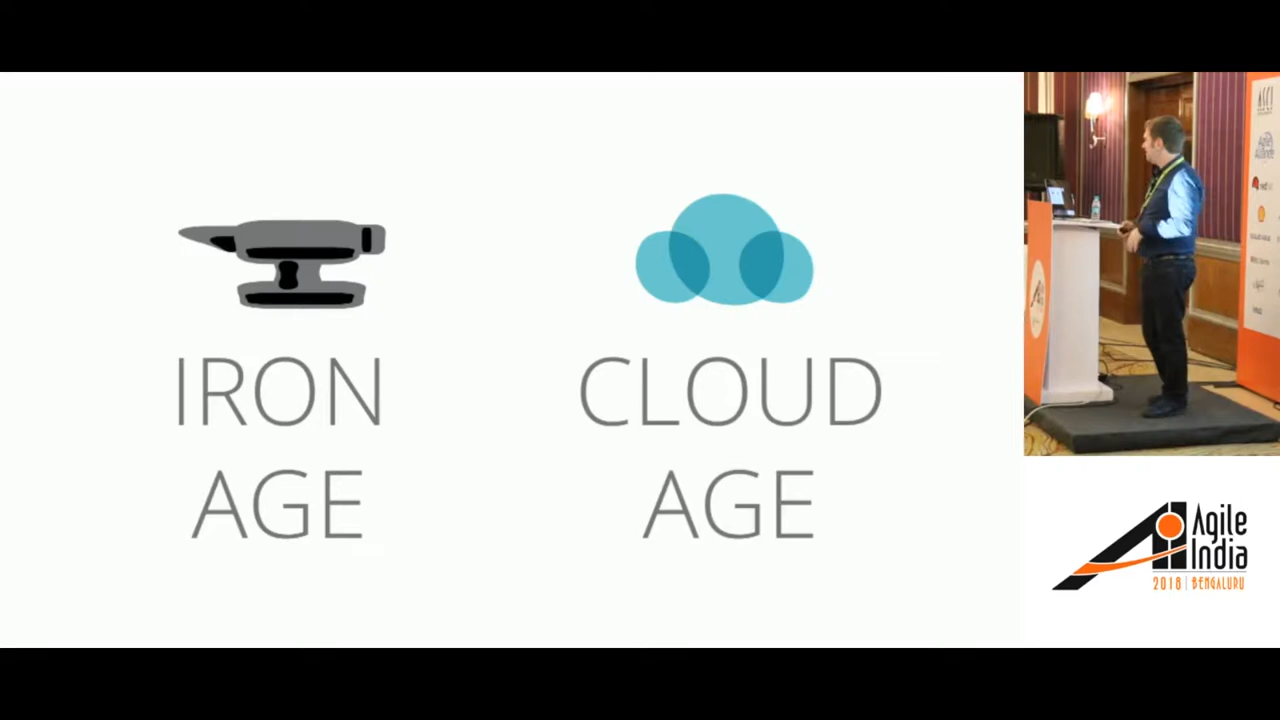 IRON
AGE
CLOUD
AGE
Agile
India
2018 | BENGALURU